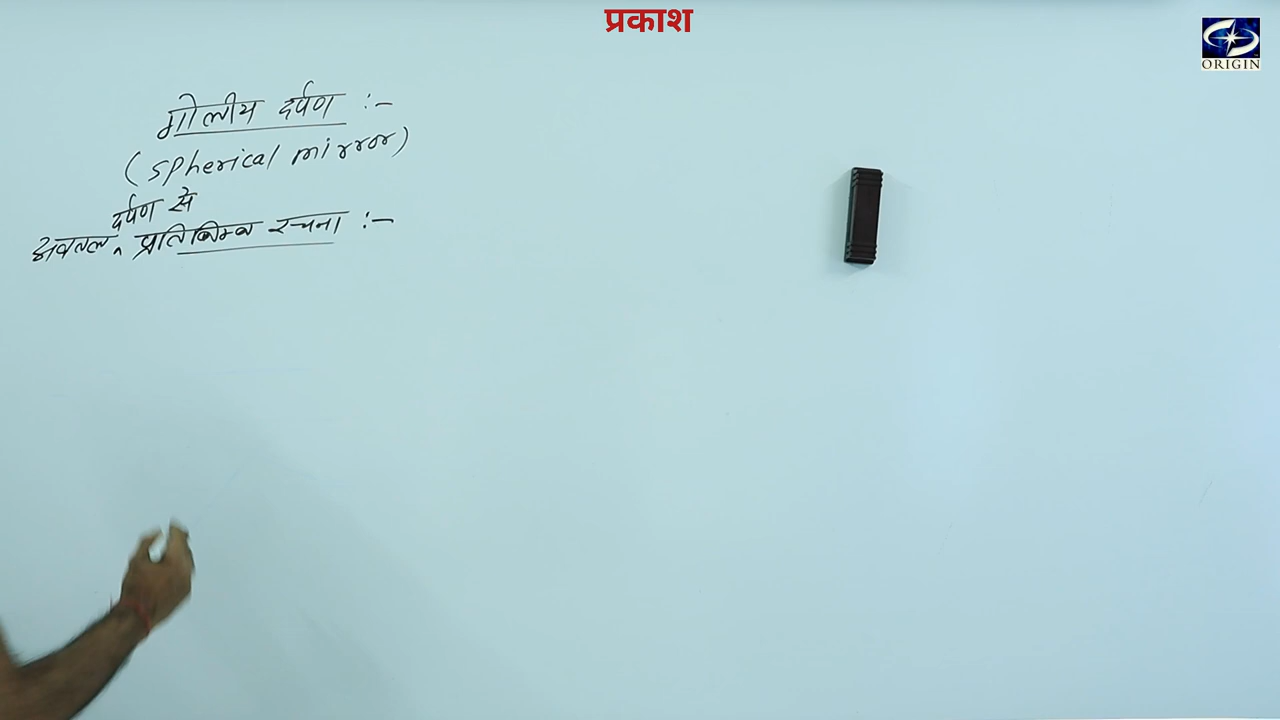 प्रकाश
ORIGIN
गोलीय दर्पण :-
(Spherical mirror)
दर्पण से
अवतल ^ प्रतिबिम्ब रचना :-